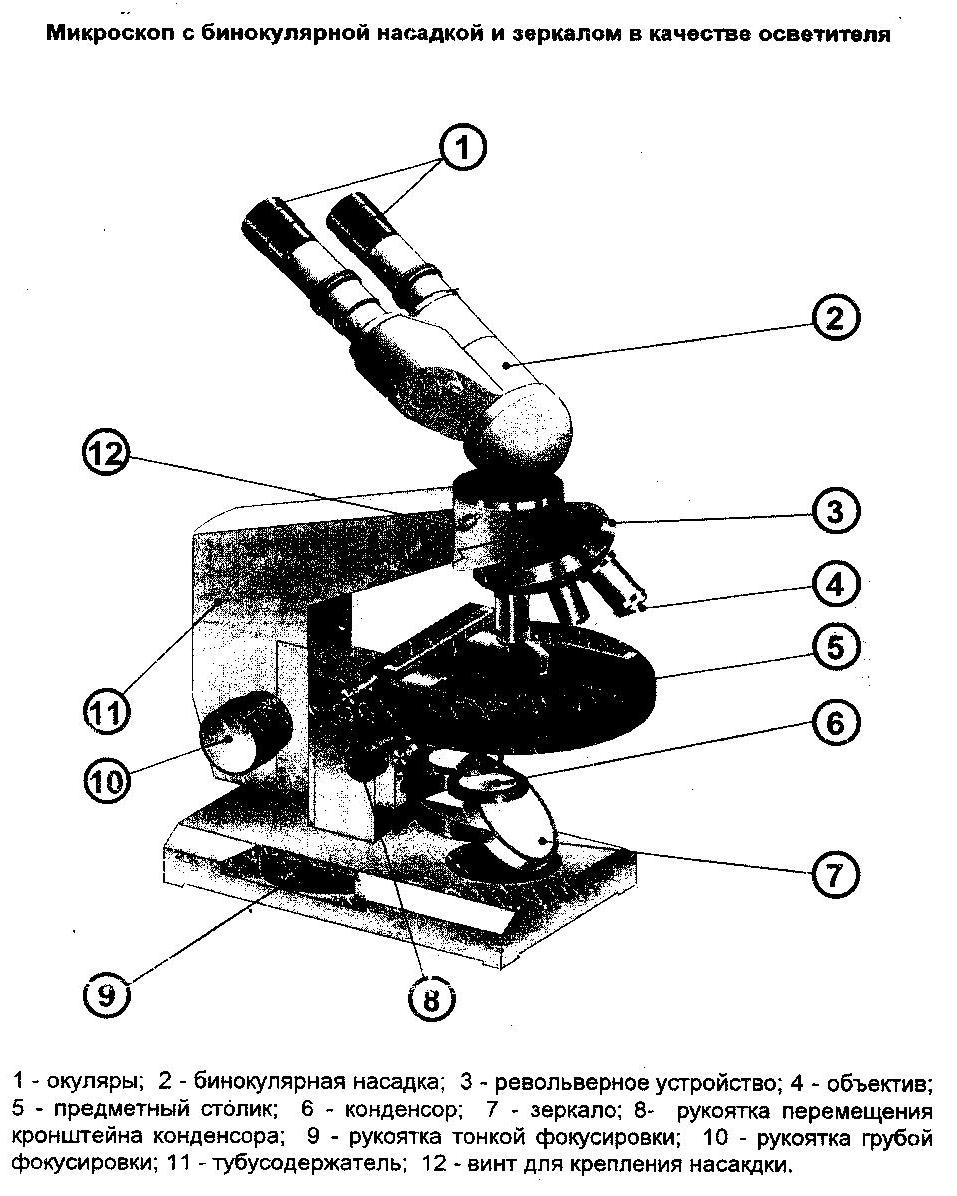 Микроскоп с бинокулярной насадкой и зеркалом в качестве осветителя
1
2
12
3
4
5
11
6
10
7
9
8
1 - окуляры; 2 - бинокулярная насадка; 3 - револьверное устройство; 4 - объектив;
5 - предметный столик; 6 - конденсор; 7 - зеркало; 8- рукоятка перемещения
кронштейна конденсора; 9 - рукоятка тонкой фокусировки; 10 - рукоятка грубой
фокусировки; 11 - тубусодержатель; 12 - винт для крепления насакдки.